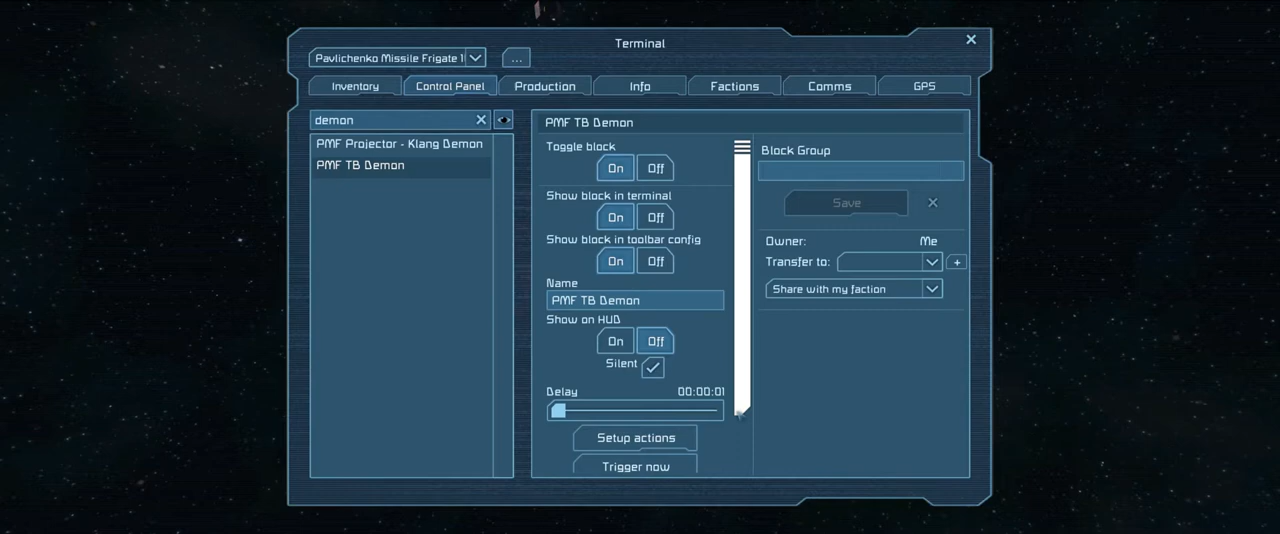 Terminal
Pavlichenko Missile Frigate 1
...
Inventory
Control Panel
Production
Info
Factions
Comms
GPS
demon
PMF Projector - Klang Demon
PMF TB Demon
PMF TB Demon
Toggle block
On
Off
Show block in terminal
On
Off
Show block in toolbar config
On
Off
Name
PMF TB Demon
Show on HUD
On
Off
Silent
Delay 00:00:01
Setup actions
Trigger now
Block Group
Save
Owner: Me
Transfer to:
+
Share with my faction